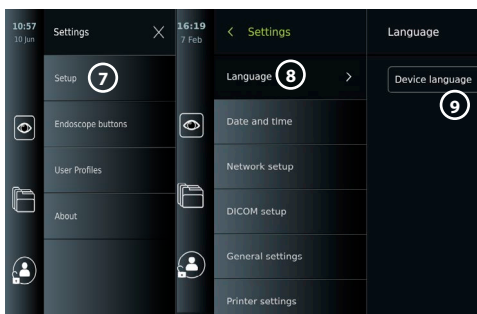 10:57
10 Jun
Settings
Setup
7
Endoscope buttons
User Profiles
About
16:19
7 Feb
Settings
Language
8
Date and time
Network setup
DICOM setup
General settings
Printer settings
Language
Device language
9